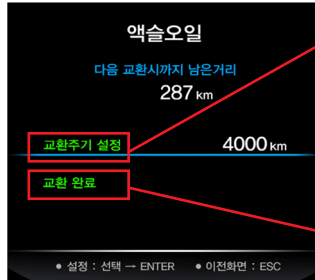 액슬오일
다음 교환시까지 남은거리
287 km
교환주기 설정 4000 km
교환 완료
● 설정 : 선택 → ENTER ● 이전화면 : ESC